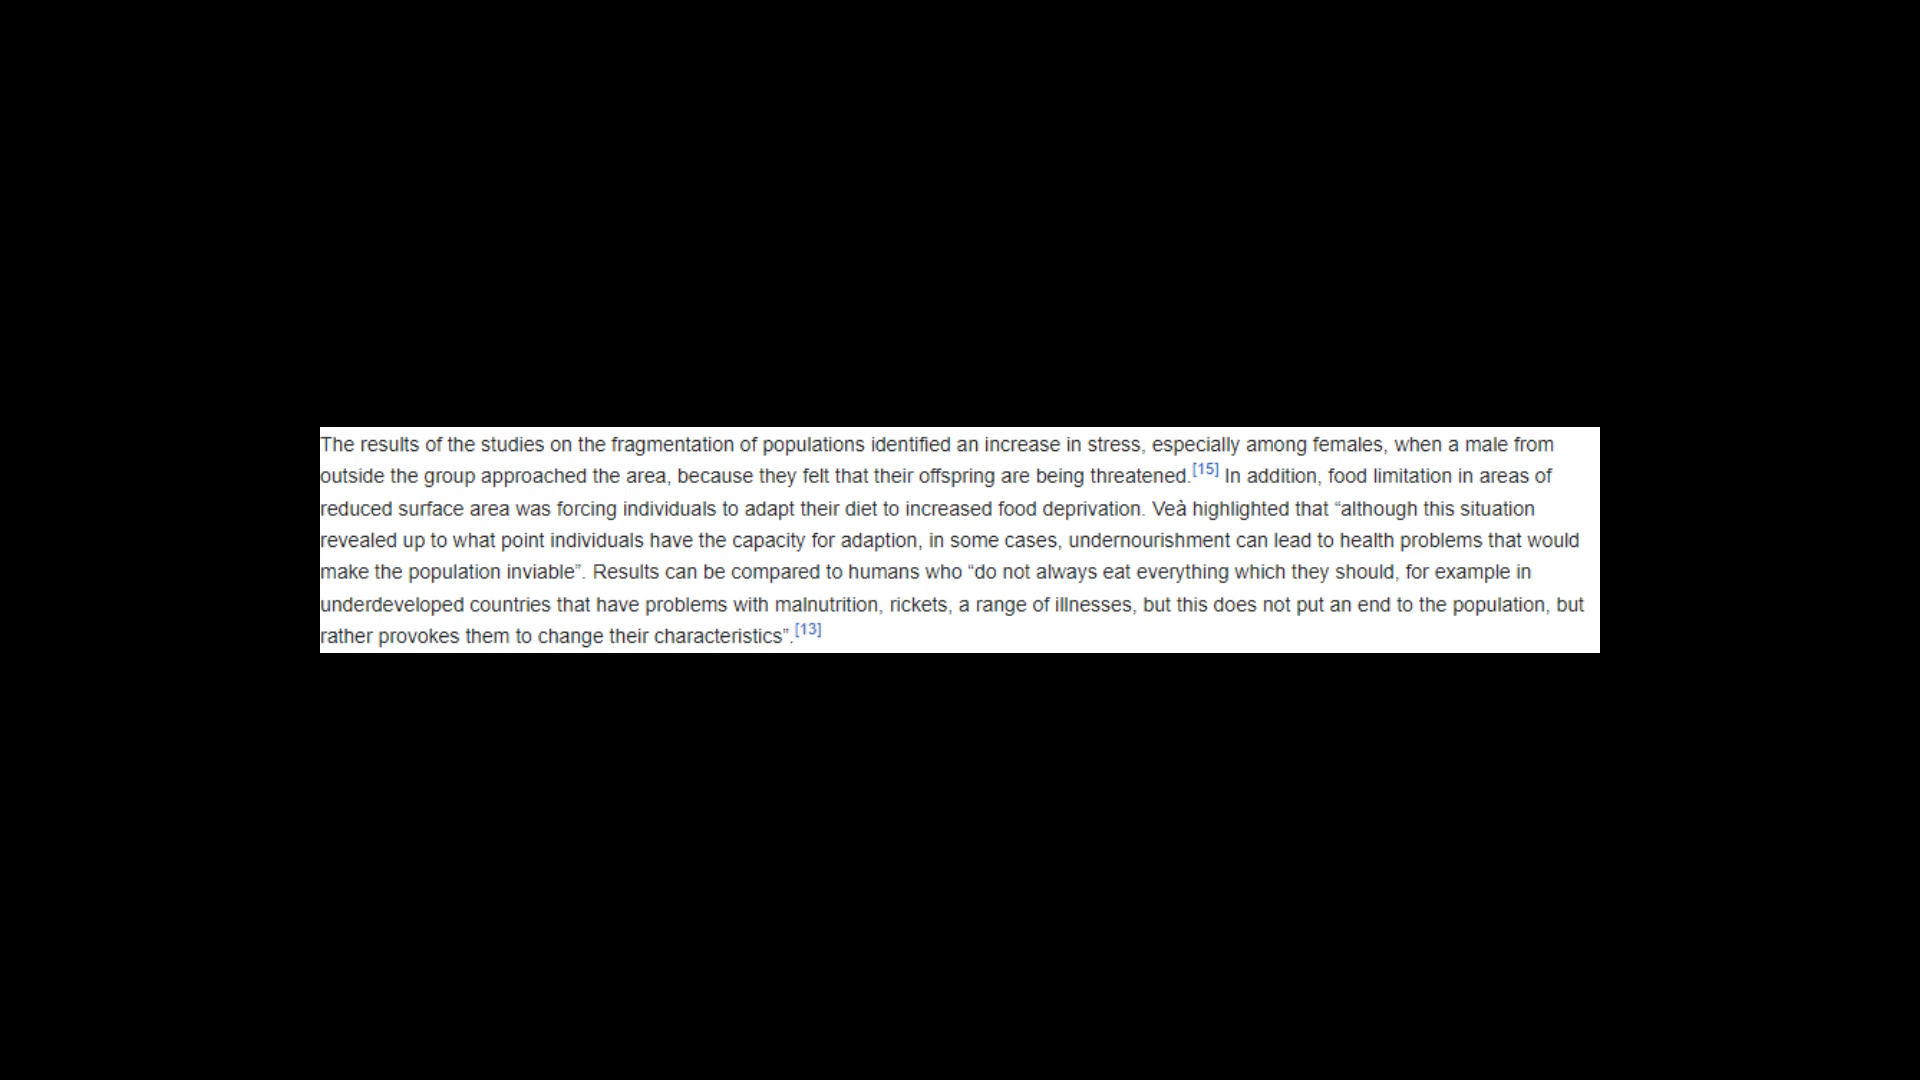 The results of the studies on the fragmentation of populations identified an increase in stress, especially among females, when a male from
outside the group approached the area, because they felt that their offspring are being threatened.[15] In addition, food limitation in areas of
reduced surface area was forcing individuals to adapt their diet to increased food deprivation. Veà highlighted that “although this situation
revealed up to what point individuals have the capacity for adaption, in some cases, undernourishment can lead to health problems that would
make the population inviable”. Results can be compared to humans who “do not always eat everything which they should, for example in
underdeveloped countries that have problems with malnutrition, rickets, a range of illnesses, but this does not put an end to the population, but
rather provokes them to change their characteristics”.[13]